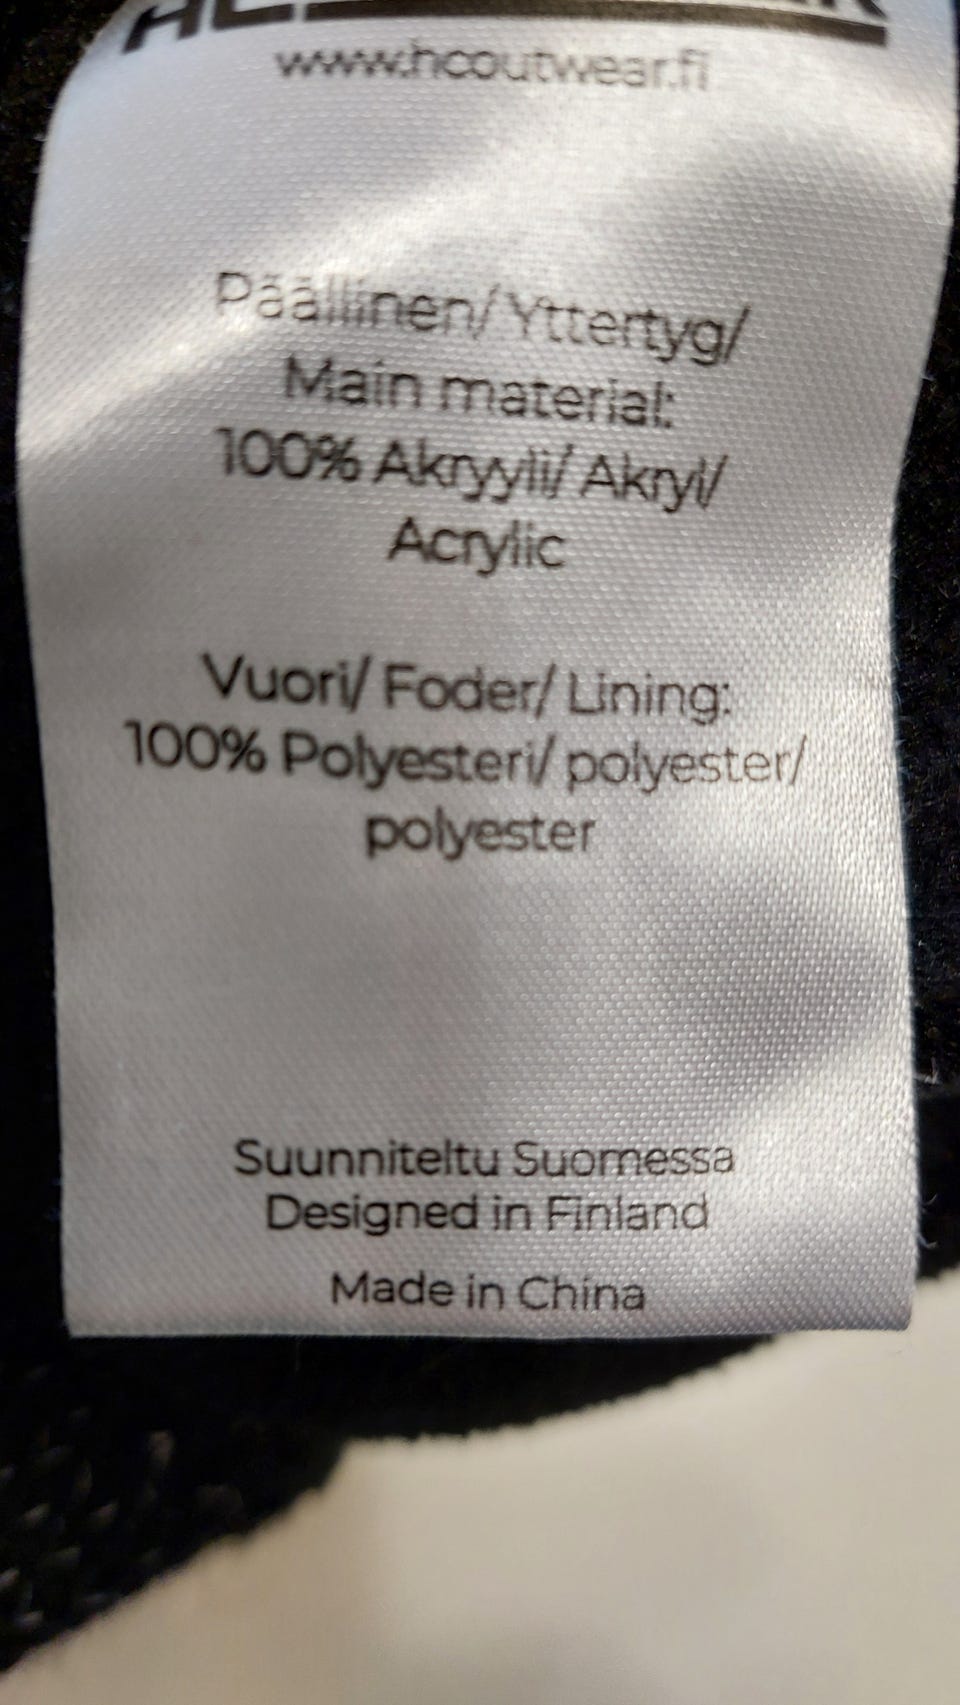 www.hcoutwear.fi
Päällinen/ Yttertyg/
Main material:
100% Akryyli/ Akryl/
Acrylic
Vuori/ Foder/ Lining:
100% Polyesteri/ polyester/
polyester
Suunniteltu Suomessa
Designed in Finland
Made in China